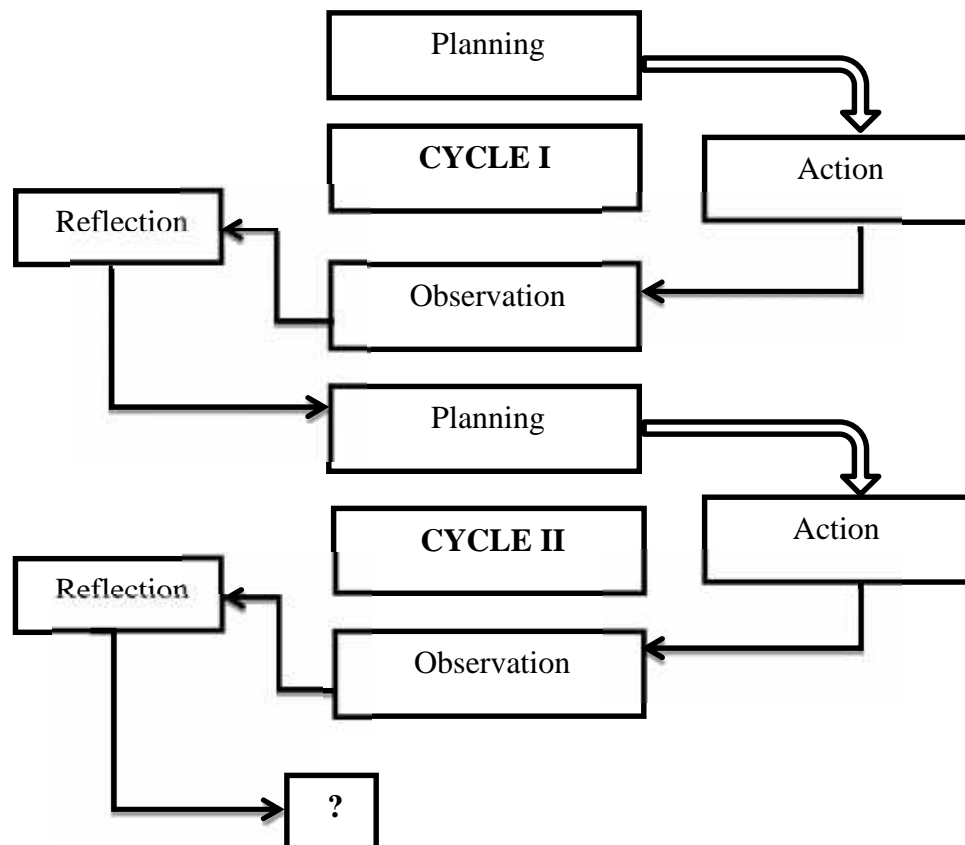 Planning
CYCLE I
Action
Reflection
Observation
Planning
CYCLE II
Action
Reflection
Observation
?